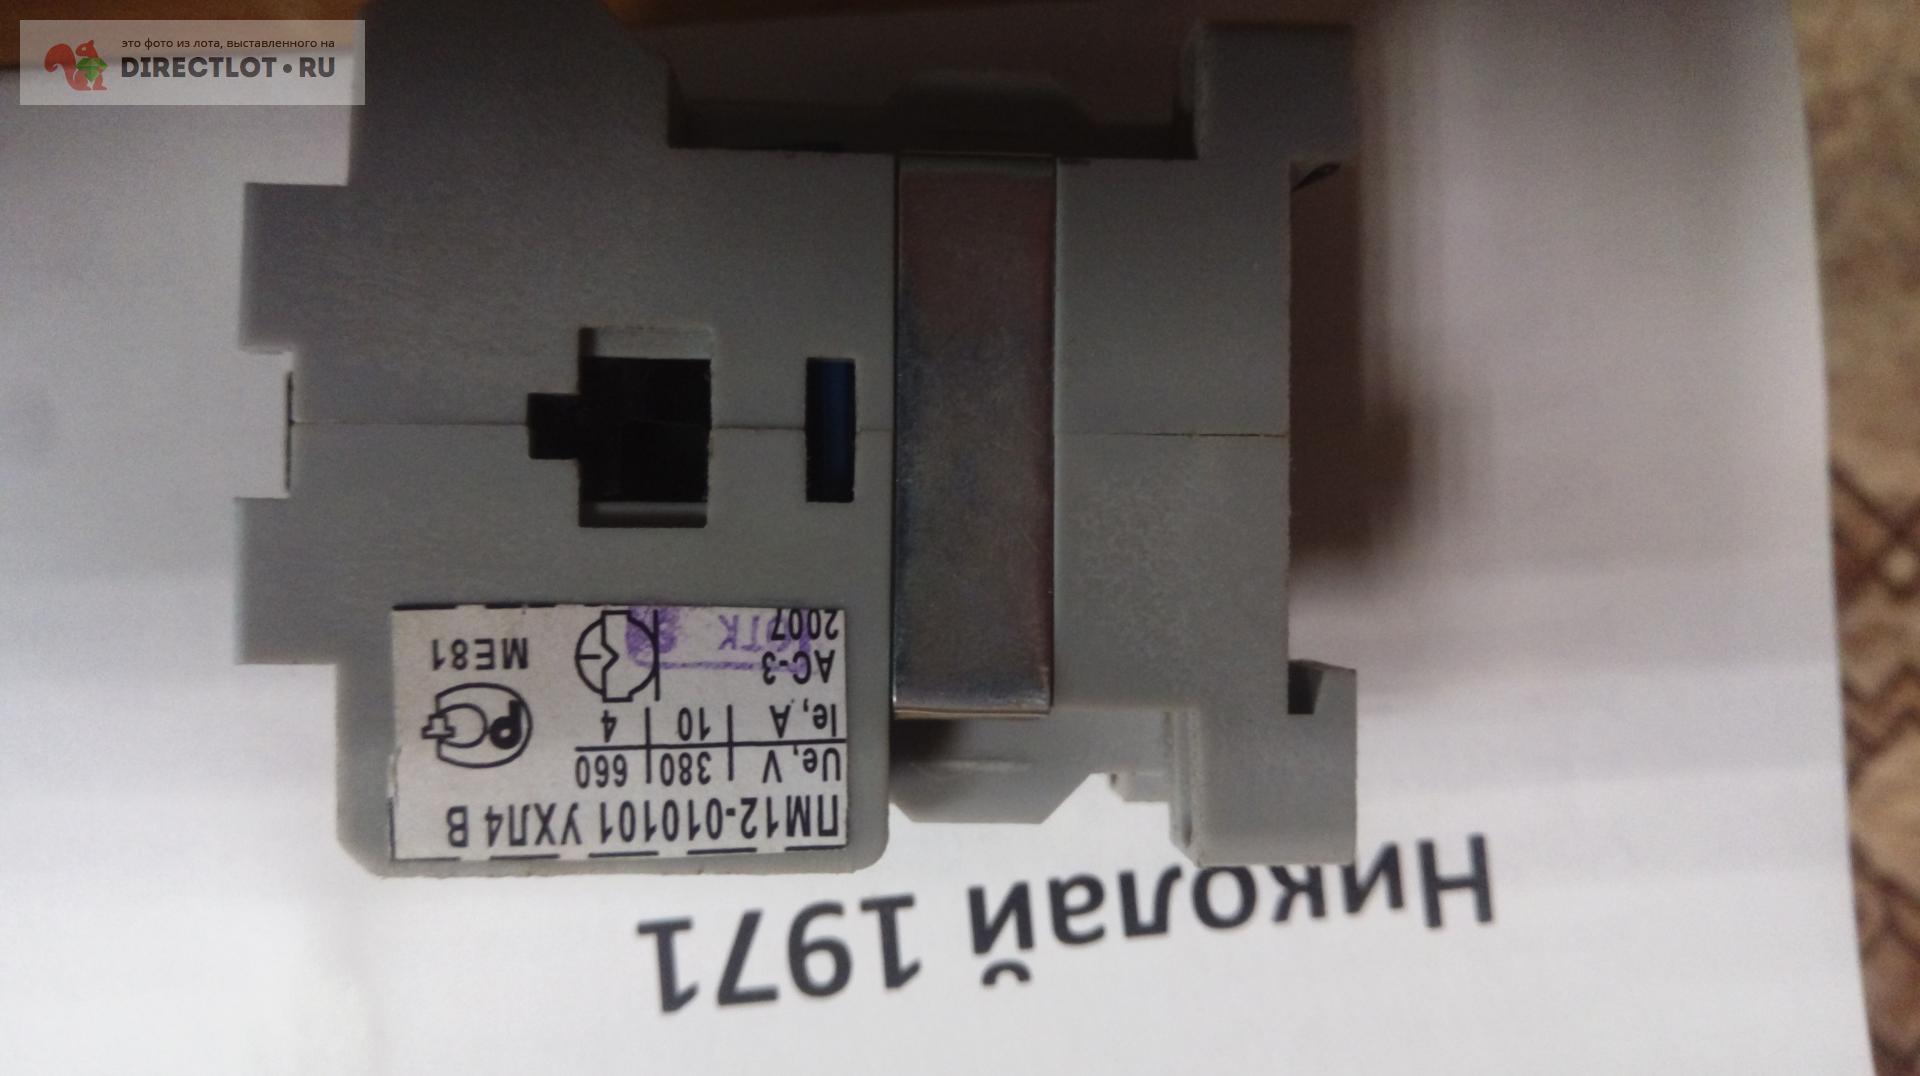 это фото из лота, выставленного на
DIRECTLOT•RU
ПМ12-010101 УХЛ4 В
Ue, V | 380 | 660
Ie, A | 10 | 4
АС-3
2007
ОТК
МЕ81
Николай 1971